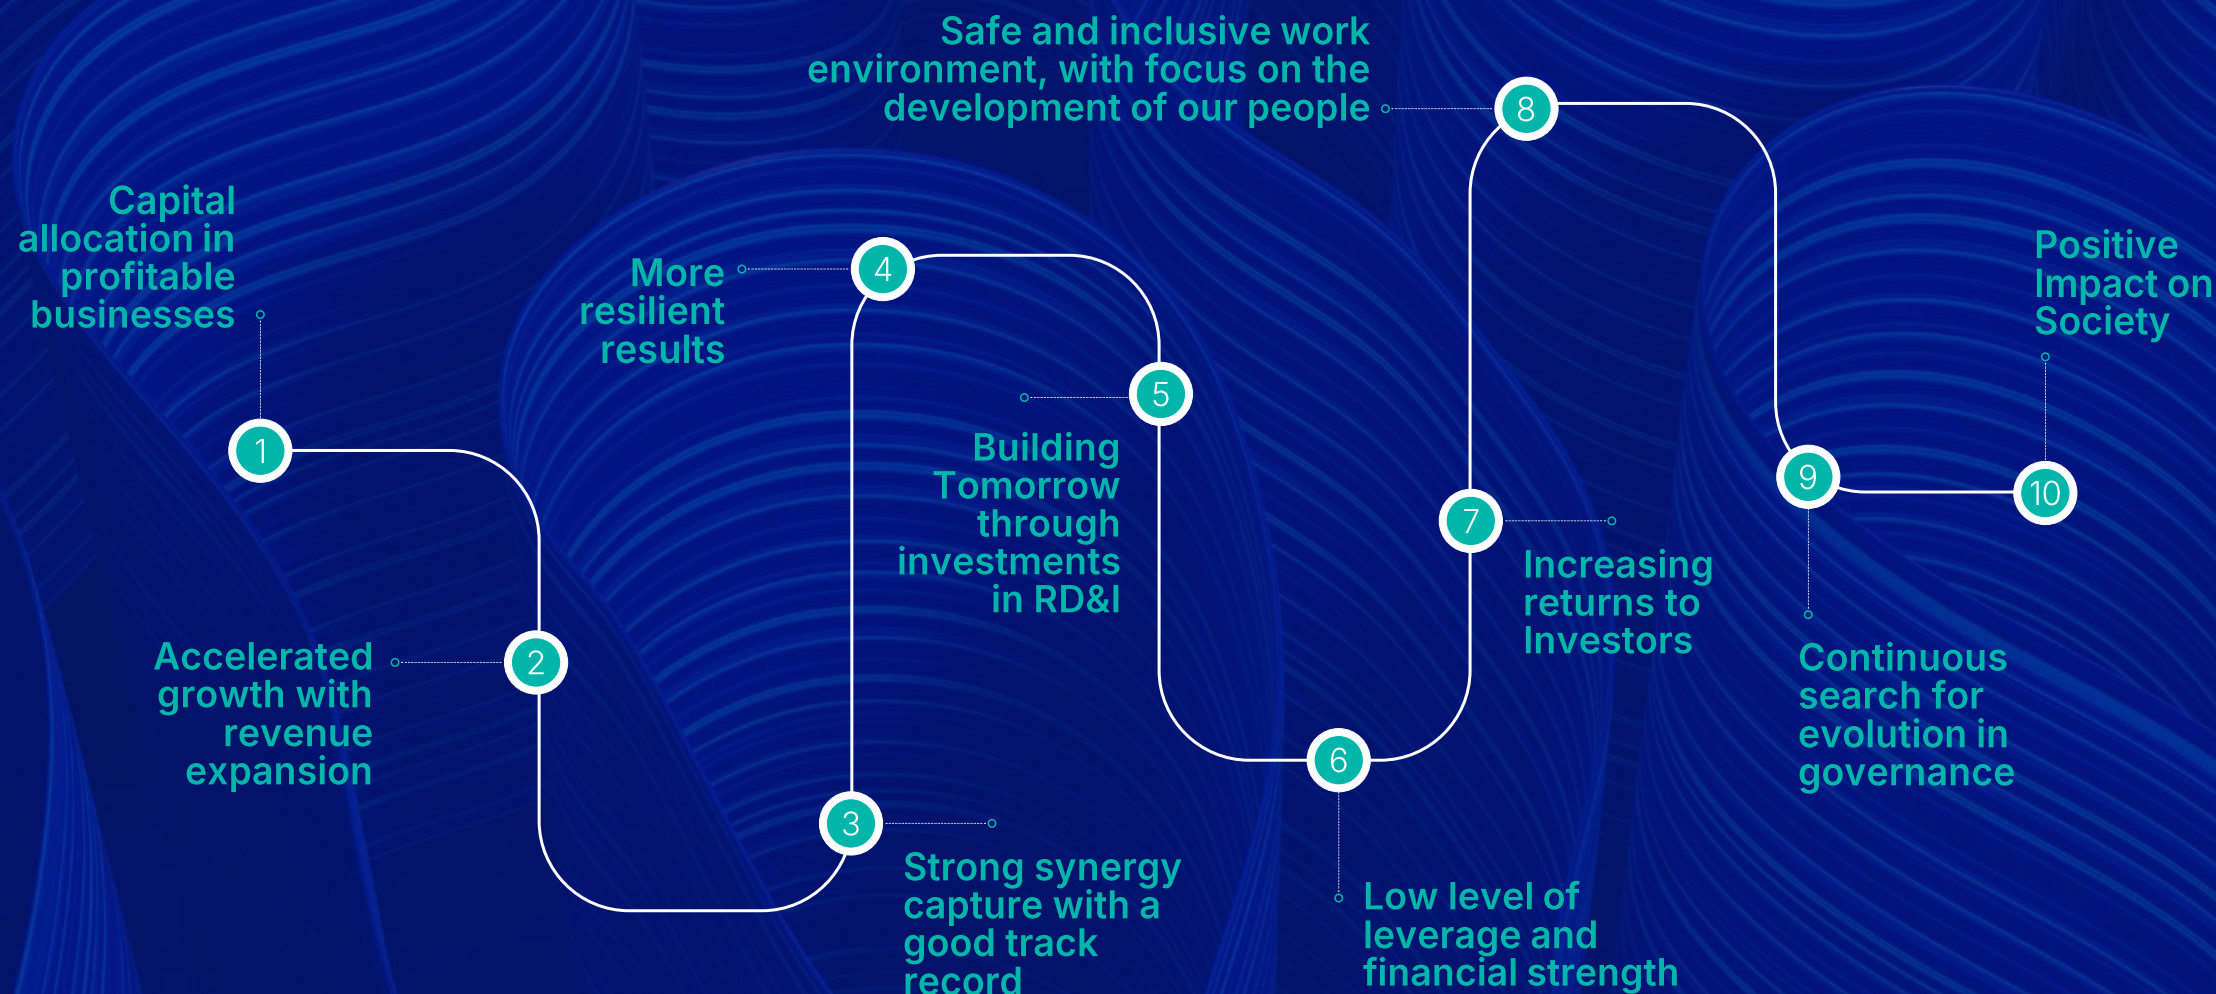 Capital
allocation in
profitable
businesses
1
Accelerated
growth with
revenue
expansion
2
3
Strong synergy
capture with a
good track
record
More
resilient
results
4
5
Building
Tomorrow
through
investments
in RD&I
6
Low level of
leverage and
financial strength
7
Increasing
returns to
Investors
Safe and inclusive work
environment, with focus on the
development of our people
8
9
Continuous
search for
evolution in
governance
Positive
Impact on
Society
10